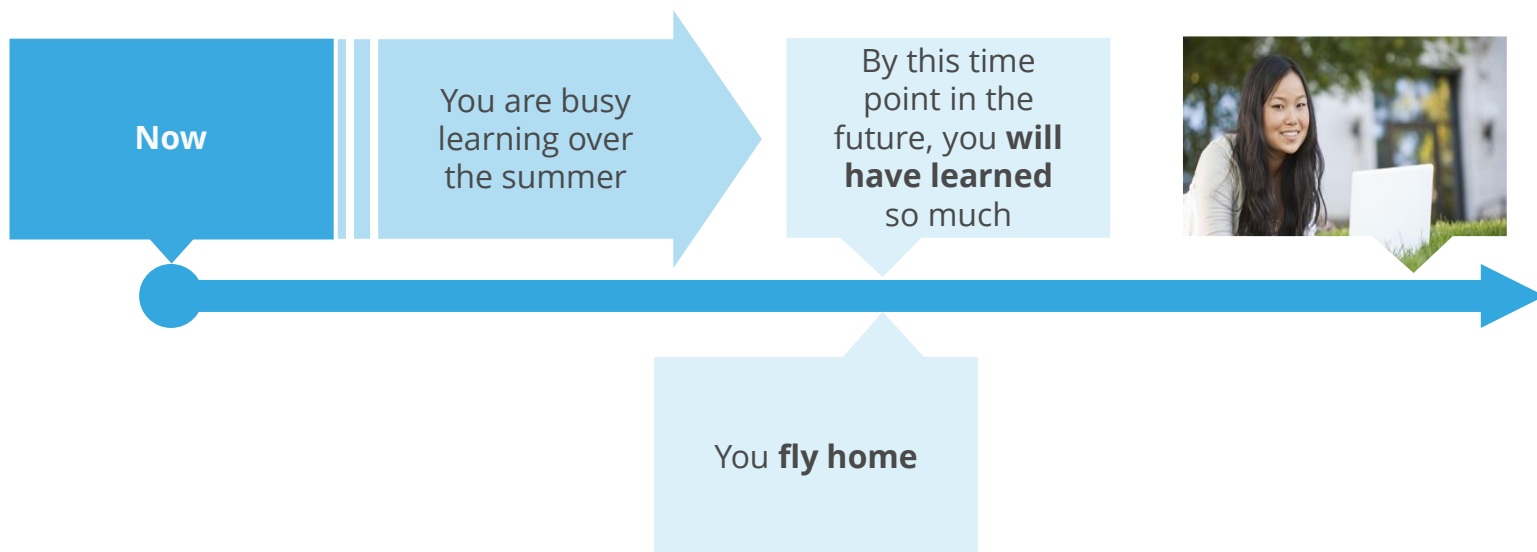 Now
You are busy
learning over
the summer
By this time
point in the
future, you will
have learned
so much
You fly home